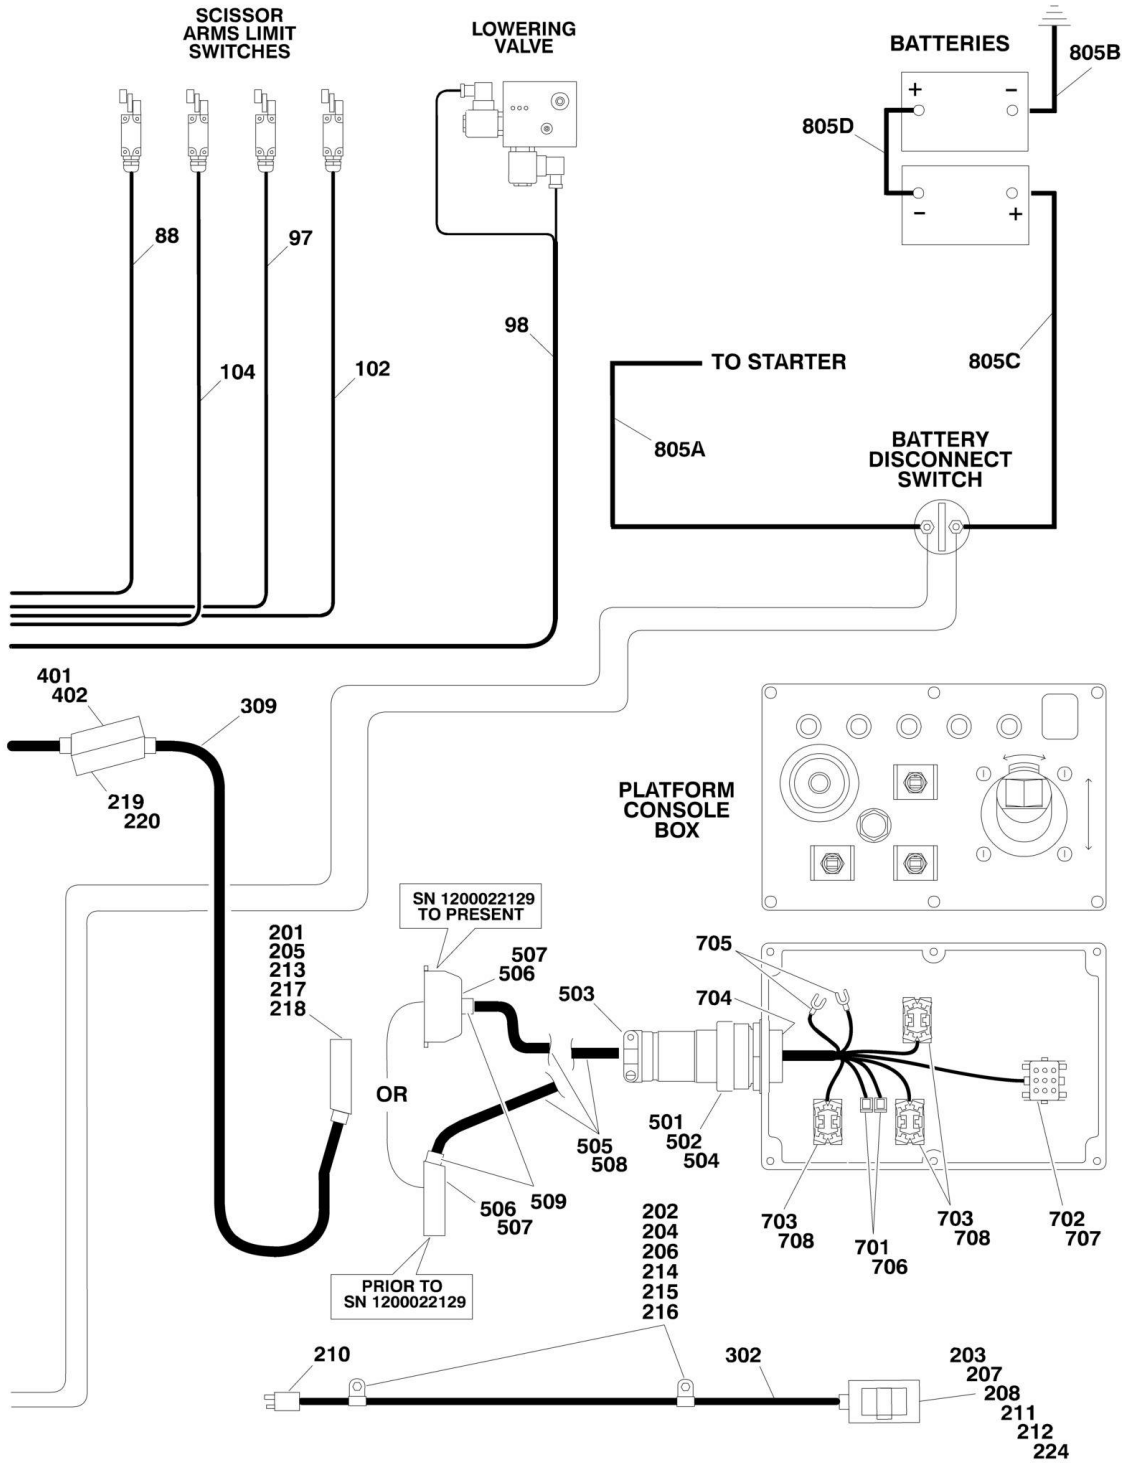 SCISSOR
ARMS LIMIT
SWITCHES
LOWERING
VALVE
BATTERIES
805B
+
-
805D
-
+
88
97
98
104
102
TO STARTER
805C
805A
BATTERY
DISCONNECT
SWITCH
401
402
309
219
220
PLATFORM
CONSOLE
BOX
SN 1200022129
TO PRESENT
201
205
213
217
218
507
506
503
705
704
OR
501
502
504
505
508
509
506
507
202
204
206
214
215
216
703
708
701
706
703
708
702
707
PRIOR TO
SN 1200022129
210
302
203
207
208
211
212
224